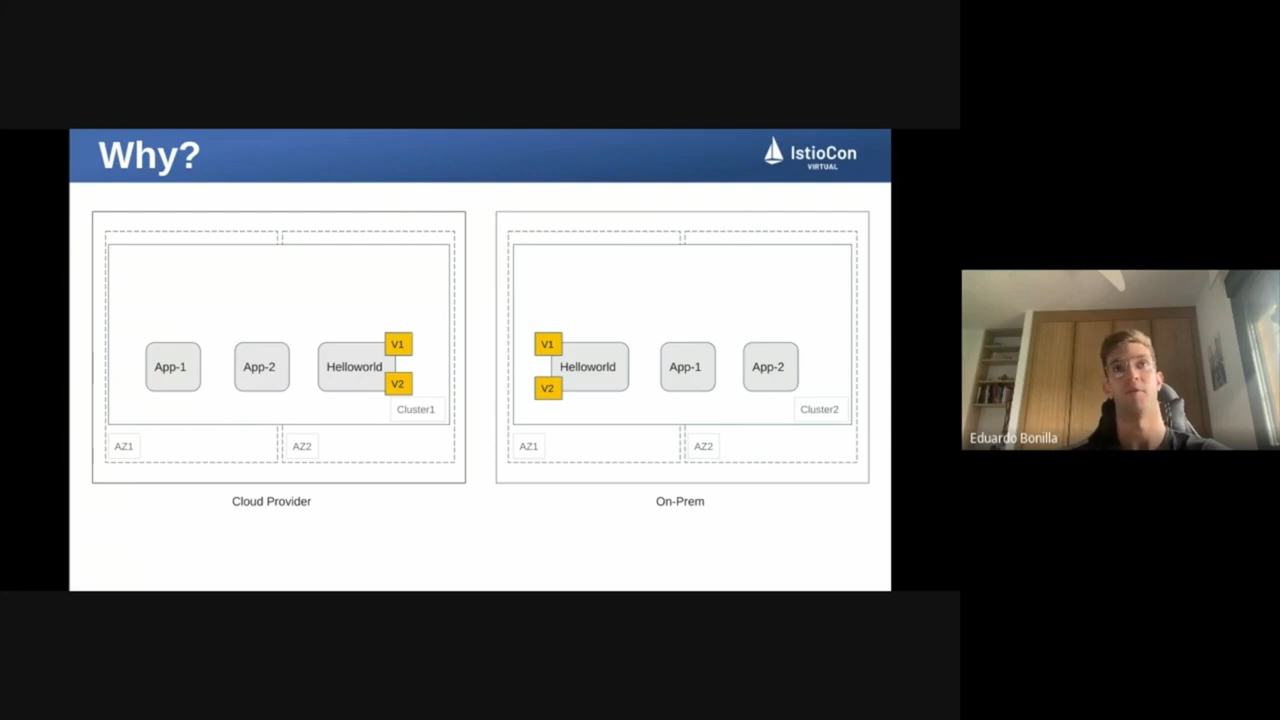 Why?
IstioCon
VIRTUAL
App-1
App-2
Helloworld
V1
V2
Cluster1
AZ1
AZ2
Cloud Provider
V1
V2
Helloworld
App-1
App-2
Cluster2
AZ1
AZ2
On-Prem
Eduardo Bonilla